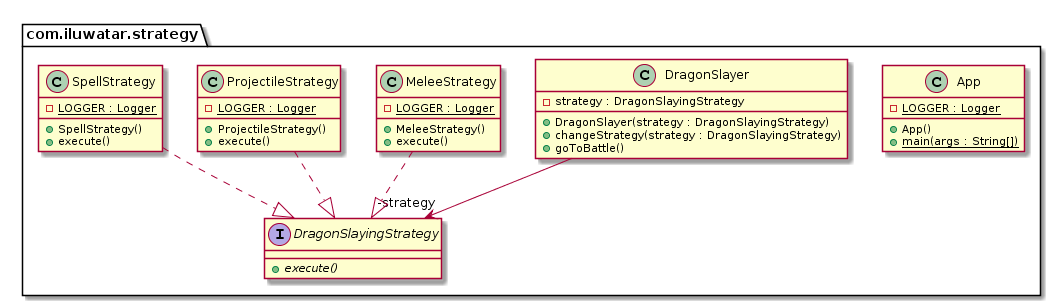 com.iluwatar.strategy
C SpellStrategy
LOGGER : Logger
SpellStrategy()
execute()
C ProjectileStrategy
LOGGER : Logger
ProjectileStrategy()
execute()
C MeleeStrategy
LOGGER : Logger
MeleeStrategy()
execute()
C DragonSlayer
strategy : DragonSlayingStrategy
DragonSlayer(strategy : DragonSlayingStrategy)
changeStrategy(strategy : DragonSlayingStrategy)
goToBattle()
C App
LOGGER : Logger
App()
main(args : String[])
-strategy
I DragonSlayingStrategy
execute()